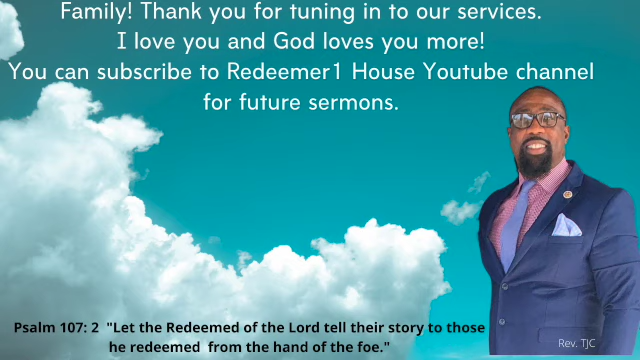 Family! Thank you for tuning in to our services.
I love you and God loves you more!
You can subscribe to Redeemer1 House Youtube channel
for future sermons.
Psalm 107: 2 "Let the Redeemed of the Lord tell their story to those
he redeemed from the hand of the foe."
Rev. TJC